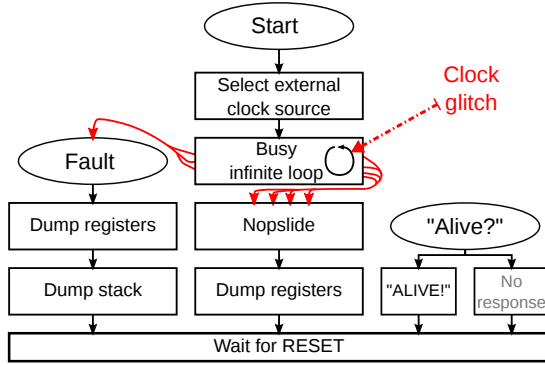 Start
Select external
clock source
Clock
glitch
Busy
infinite loop
Fault
Dump registers
Nopslide
"Alive?"
Dump stack
Dump registers
"ALIVE!"
No
response
Wait for RESET